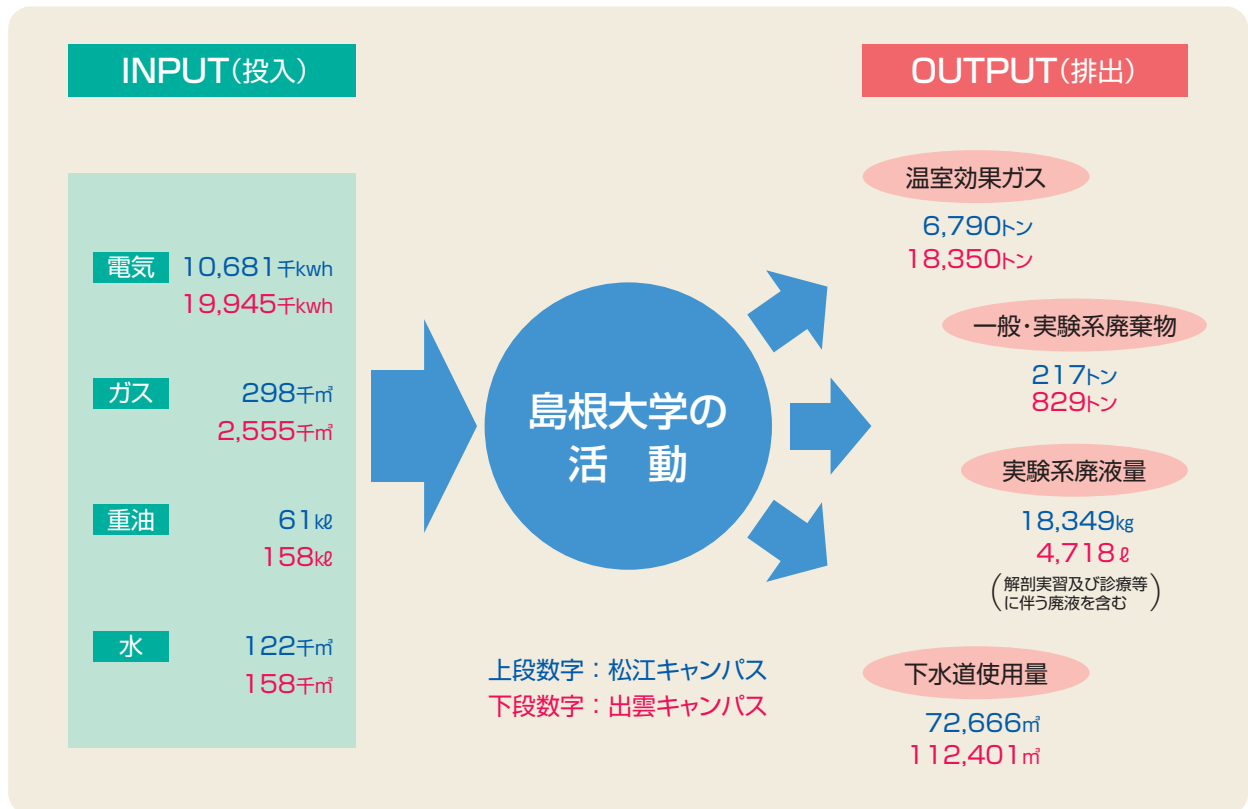 INPUT(投入)
電気 10,681千kwh
19,945千kwh
ガス 298千㎥
2,555千㎥
重油 61kℓ
158kℓ
水 122千㎥
158千㎥
島根大学の
活 動
上段数字：松江キャンパス
下段数字：出雲キャンパス
OUTPUT(排出)
温室効果ガス
6,790トン
18,350トン
一般・実験系廃棄物
217トン
829トン
実験系廃液量
18,349kg
4,718ℓ
(解剖実習及び診療等
に伴う廃液を含む)
下水道使用量
72,666㎥
112,401㎥